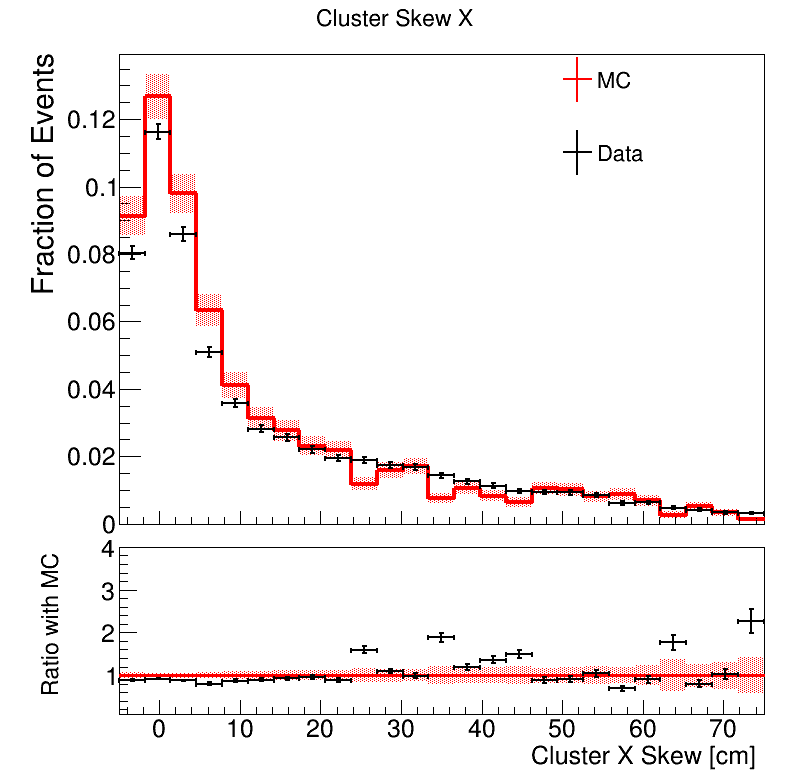 Cluster Skew X
Fraction of Events
0.12
0.1
0.08
0.06
0.04
0.02
0
MC
Data
Ratio with MC
4
3
2
1
0 10 20 30 40 50 60 70
Cluster X Skew [cm]